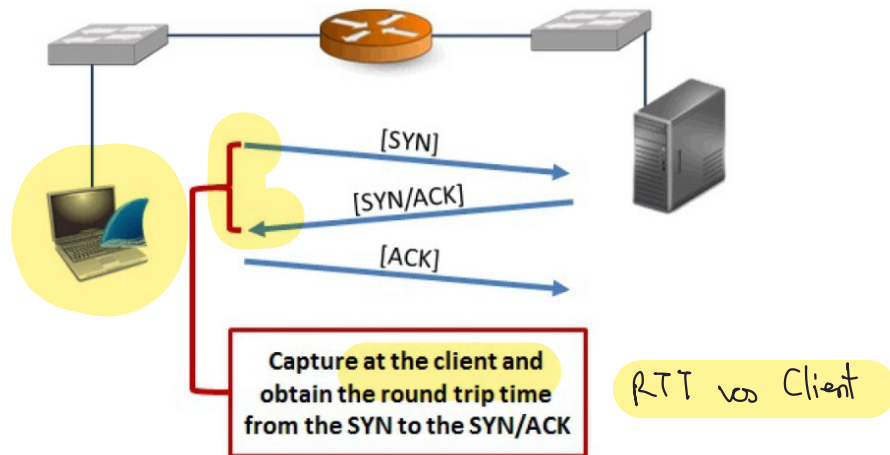 [SYN]
[SYN/ACK]
[ACK]
Capture at the client and
obtain the round trip time
from the SYN to the SYN/ACK
RTT vos Client